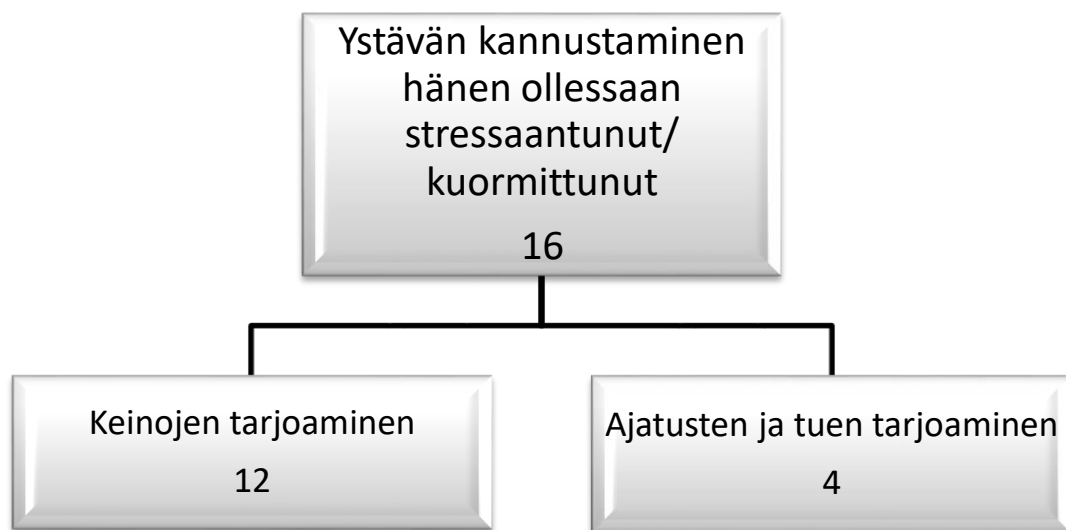 Ystävän kannustaminen
hänen ollessaan
stressaantunut/
kuormittunut
16
Keinojen tarjoaminen
12
Ajatusten ja tuen tarjoaminen
4